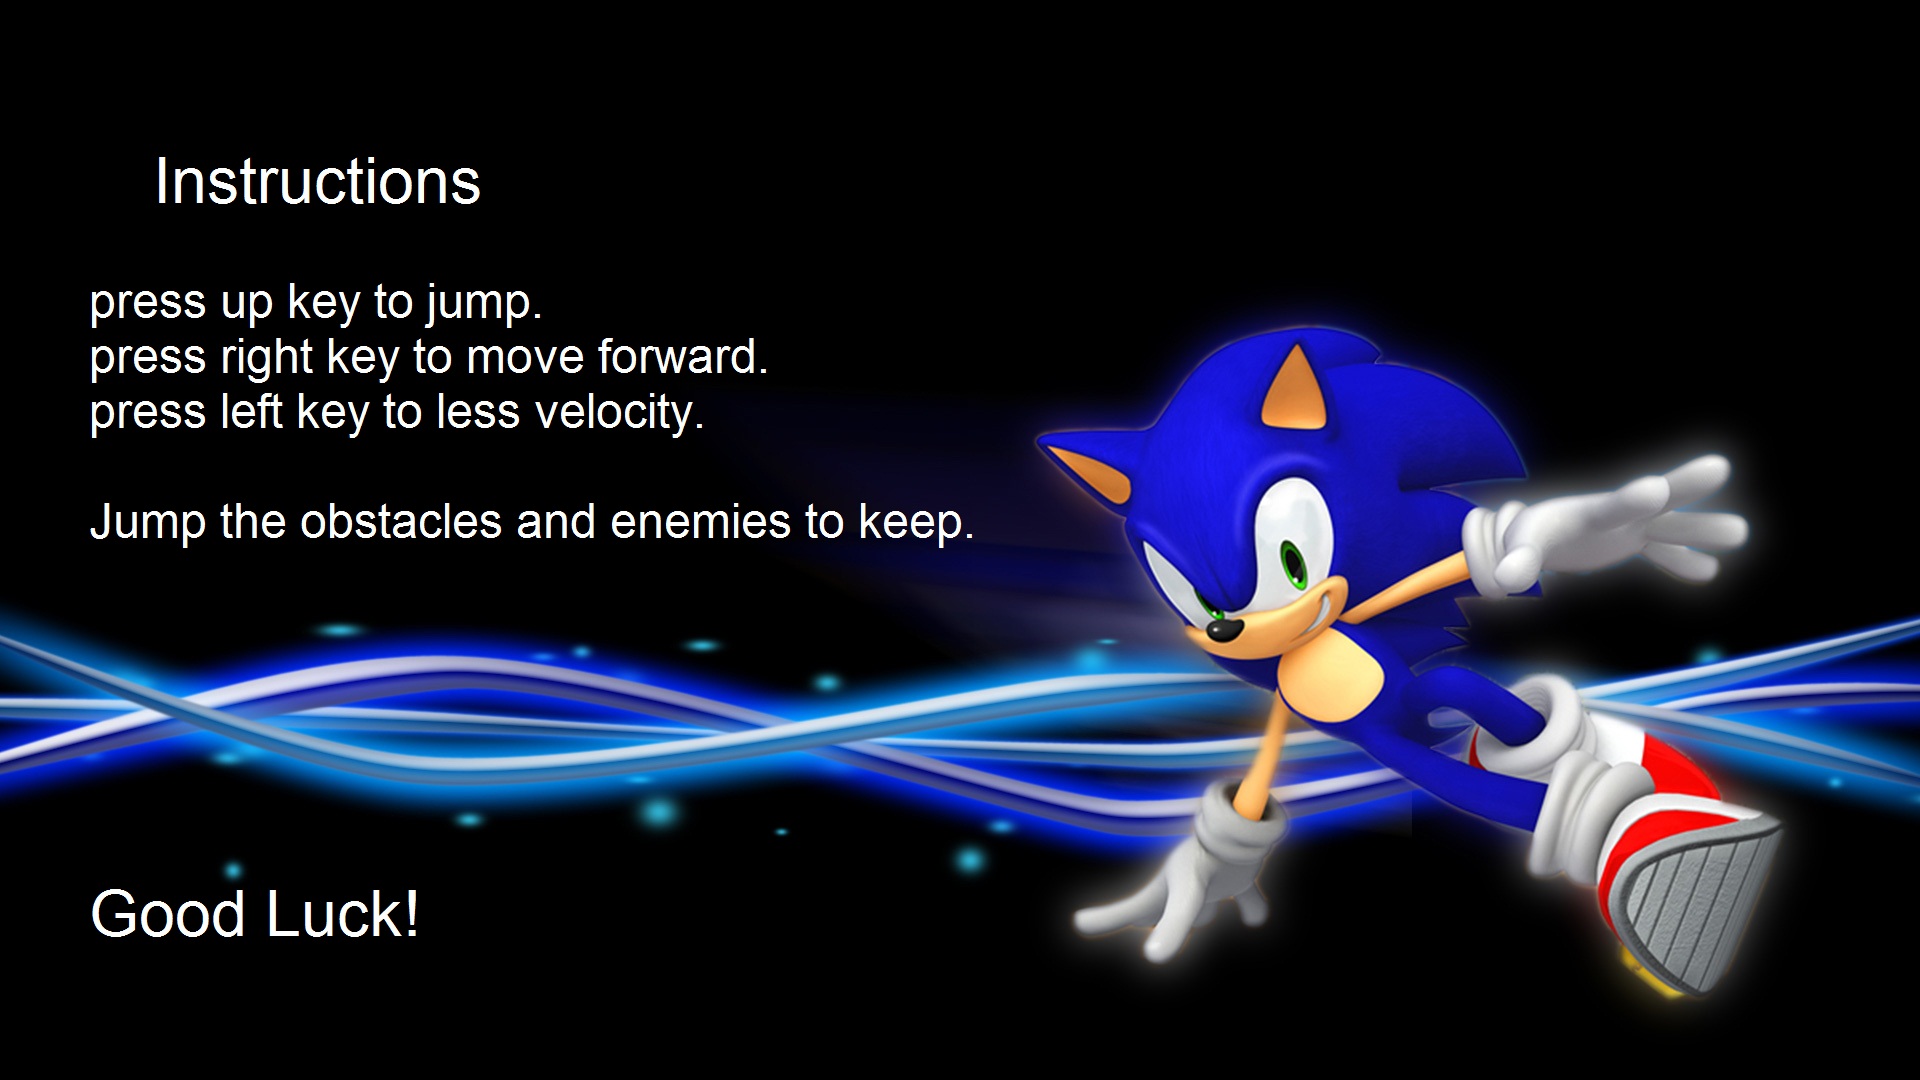 Instructions
press up key to jump.
press right key to move forward.
press left key to less velocity.
Jump the obstacles and enemies to keep.
Good Luck!